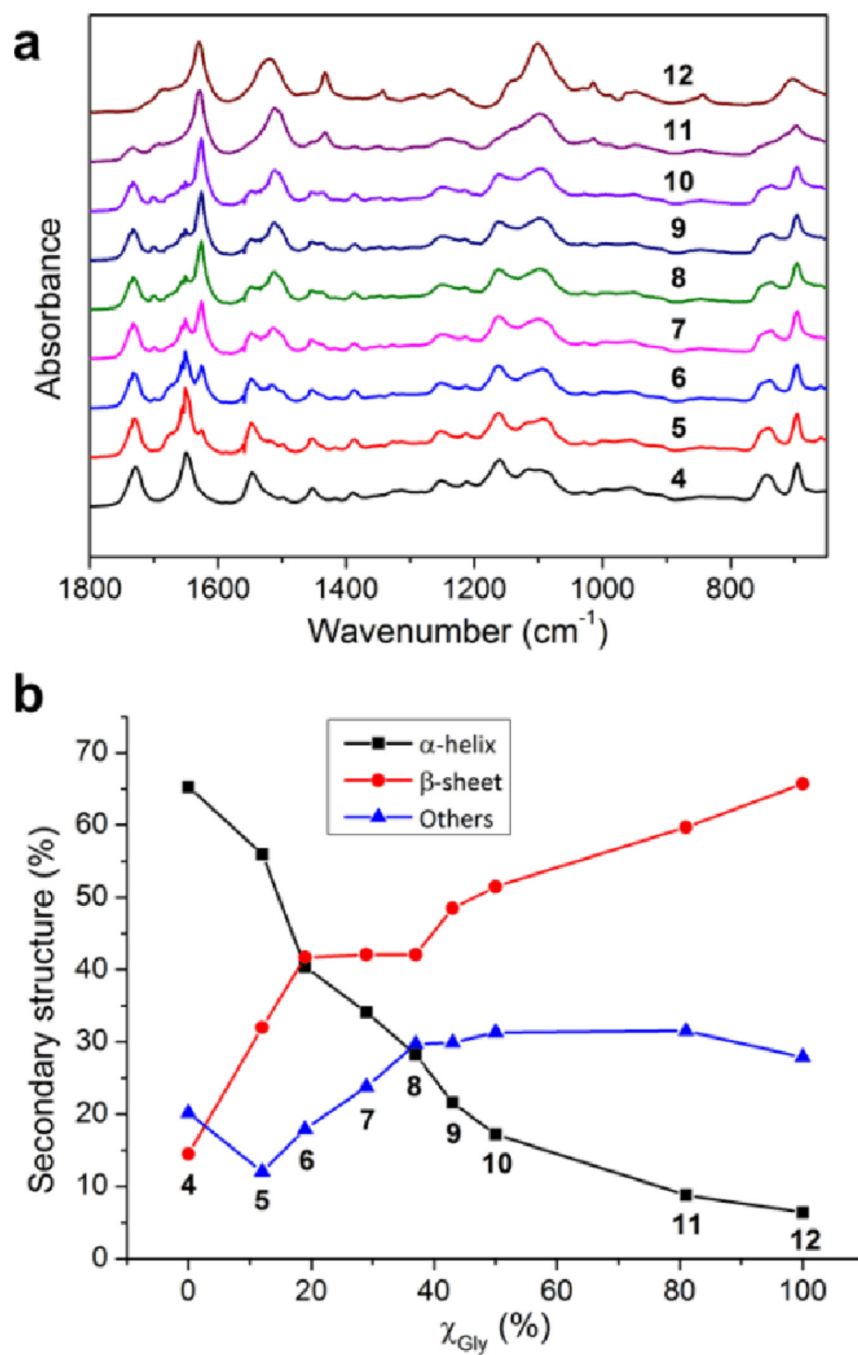 a
12
11
10
9
8
7
6
5
4
Absorbance
1800 1600 1400 1200 1000 800
Wavenumber (cm⁻¹)
b
α-helix
β-sheet
Others
70
60
50
40
30
20
10
0
Secondary structure (%)
4 5 6 7 8 9 10 11 12
0 20 40 60 80 100
χGly (%)